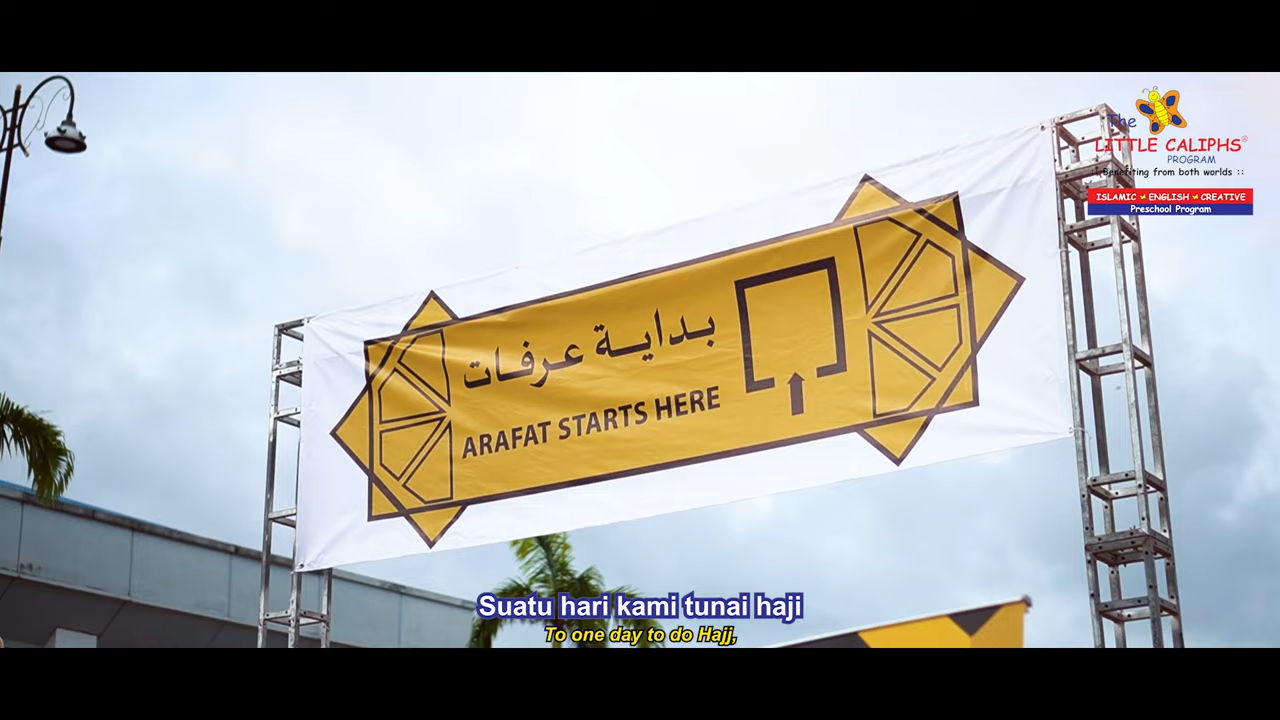 The
LITTLE CALIPHS®
PROGRAM
:: Benefiting from both worlds ::
ISLAMIC ENGLISH CREATIVE
Preschool Program
بداية عرفات
ARAFAT STARTS HERE
Suatu hari kami tunai haji
To one day to do Hajj,